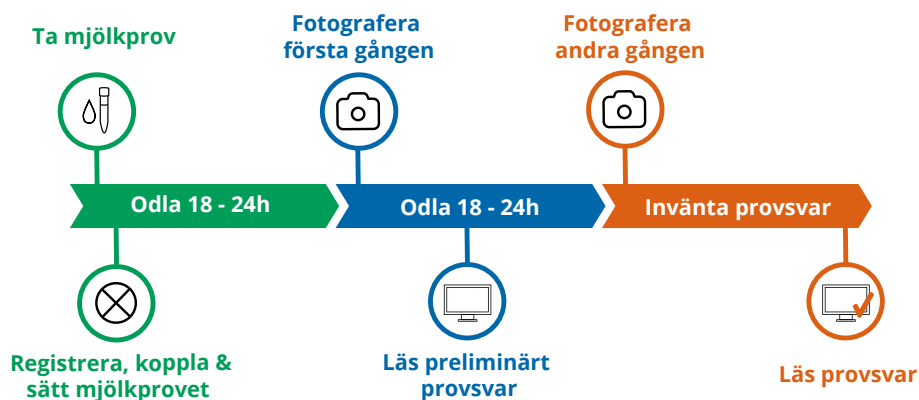 Ta mjölkprov
Fotografera
första gången
Fotografera
andra gången
Odla 18 - 24h
Odla 18 - 24h
Invänta provsvar
Registrera, koppla &
sätt mjölkprovet
Läs preliminärt
provsvar
Läs provsvar